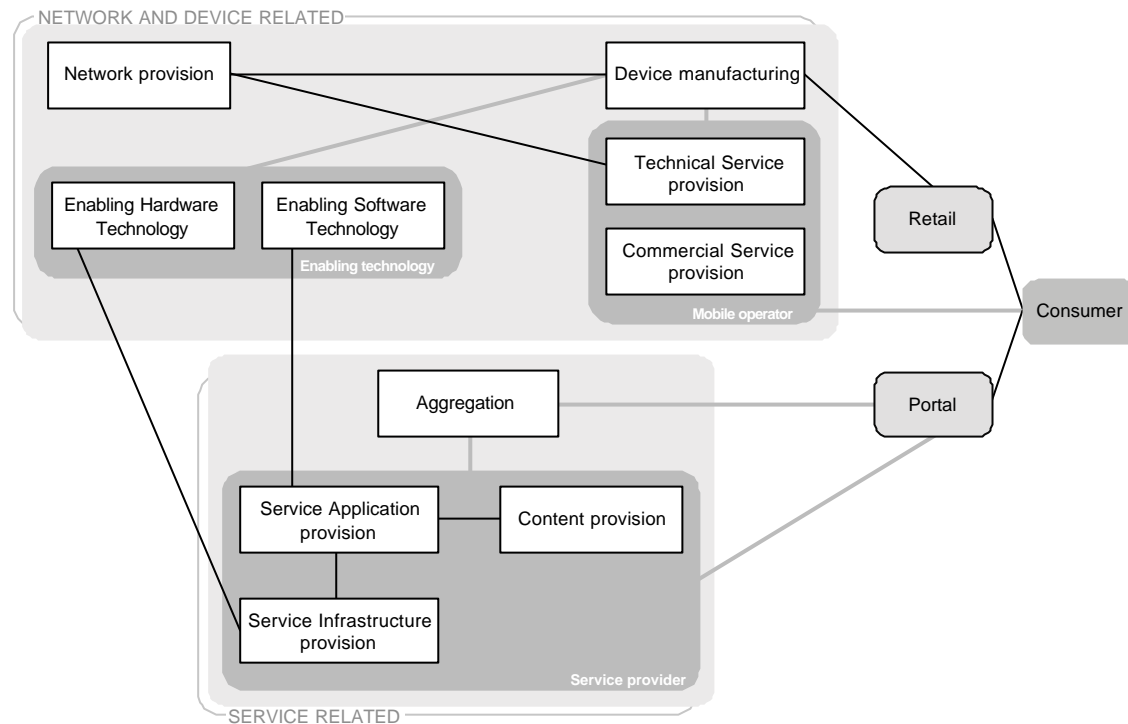 NETWORK AND DEVICE RELATED
Network provision
Device manufacturing
Technical Service
provision
Enabling Hardware
Technology
Enabling Software
Technology
Retail
Commercial Service
provision
Enabling technology
Mobile operator
Consumer
Aggregation
Portal
Service Application
provision
Content provision
Service Infrastructure
provision
Service provider
SERVICE RELATED